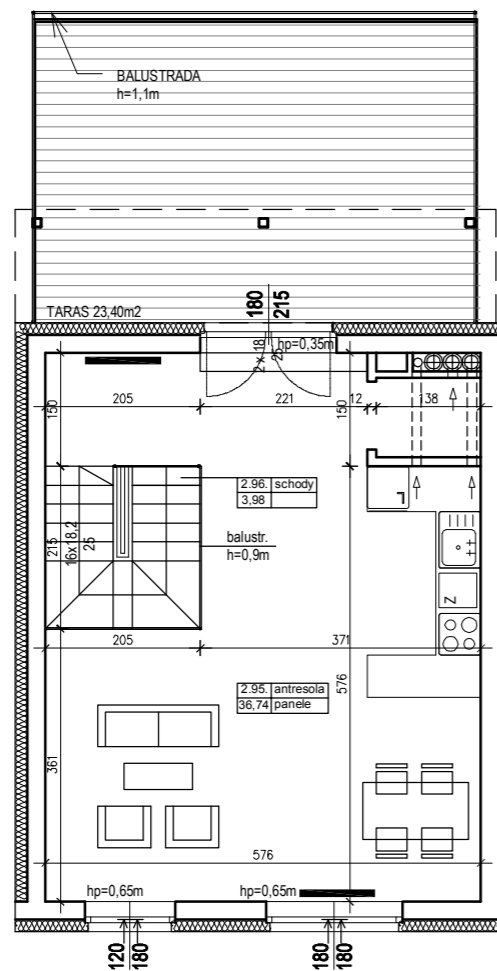 BALUSTRADA
h=1,1m
TARAS 23,40m2
180
215
hp=0,35m
2 x 18
25
150
205
221
150
12
138
2.96. schody
3,98
215
16x18,2
25
balustr.
h=0,9m
Z
205
371
576
2.95. antresola
36,74 panele
361
576
hp=0,65m
hp=0,65m
120
180
180
180